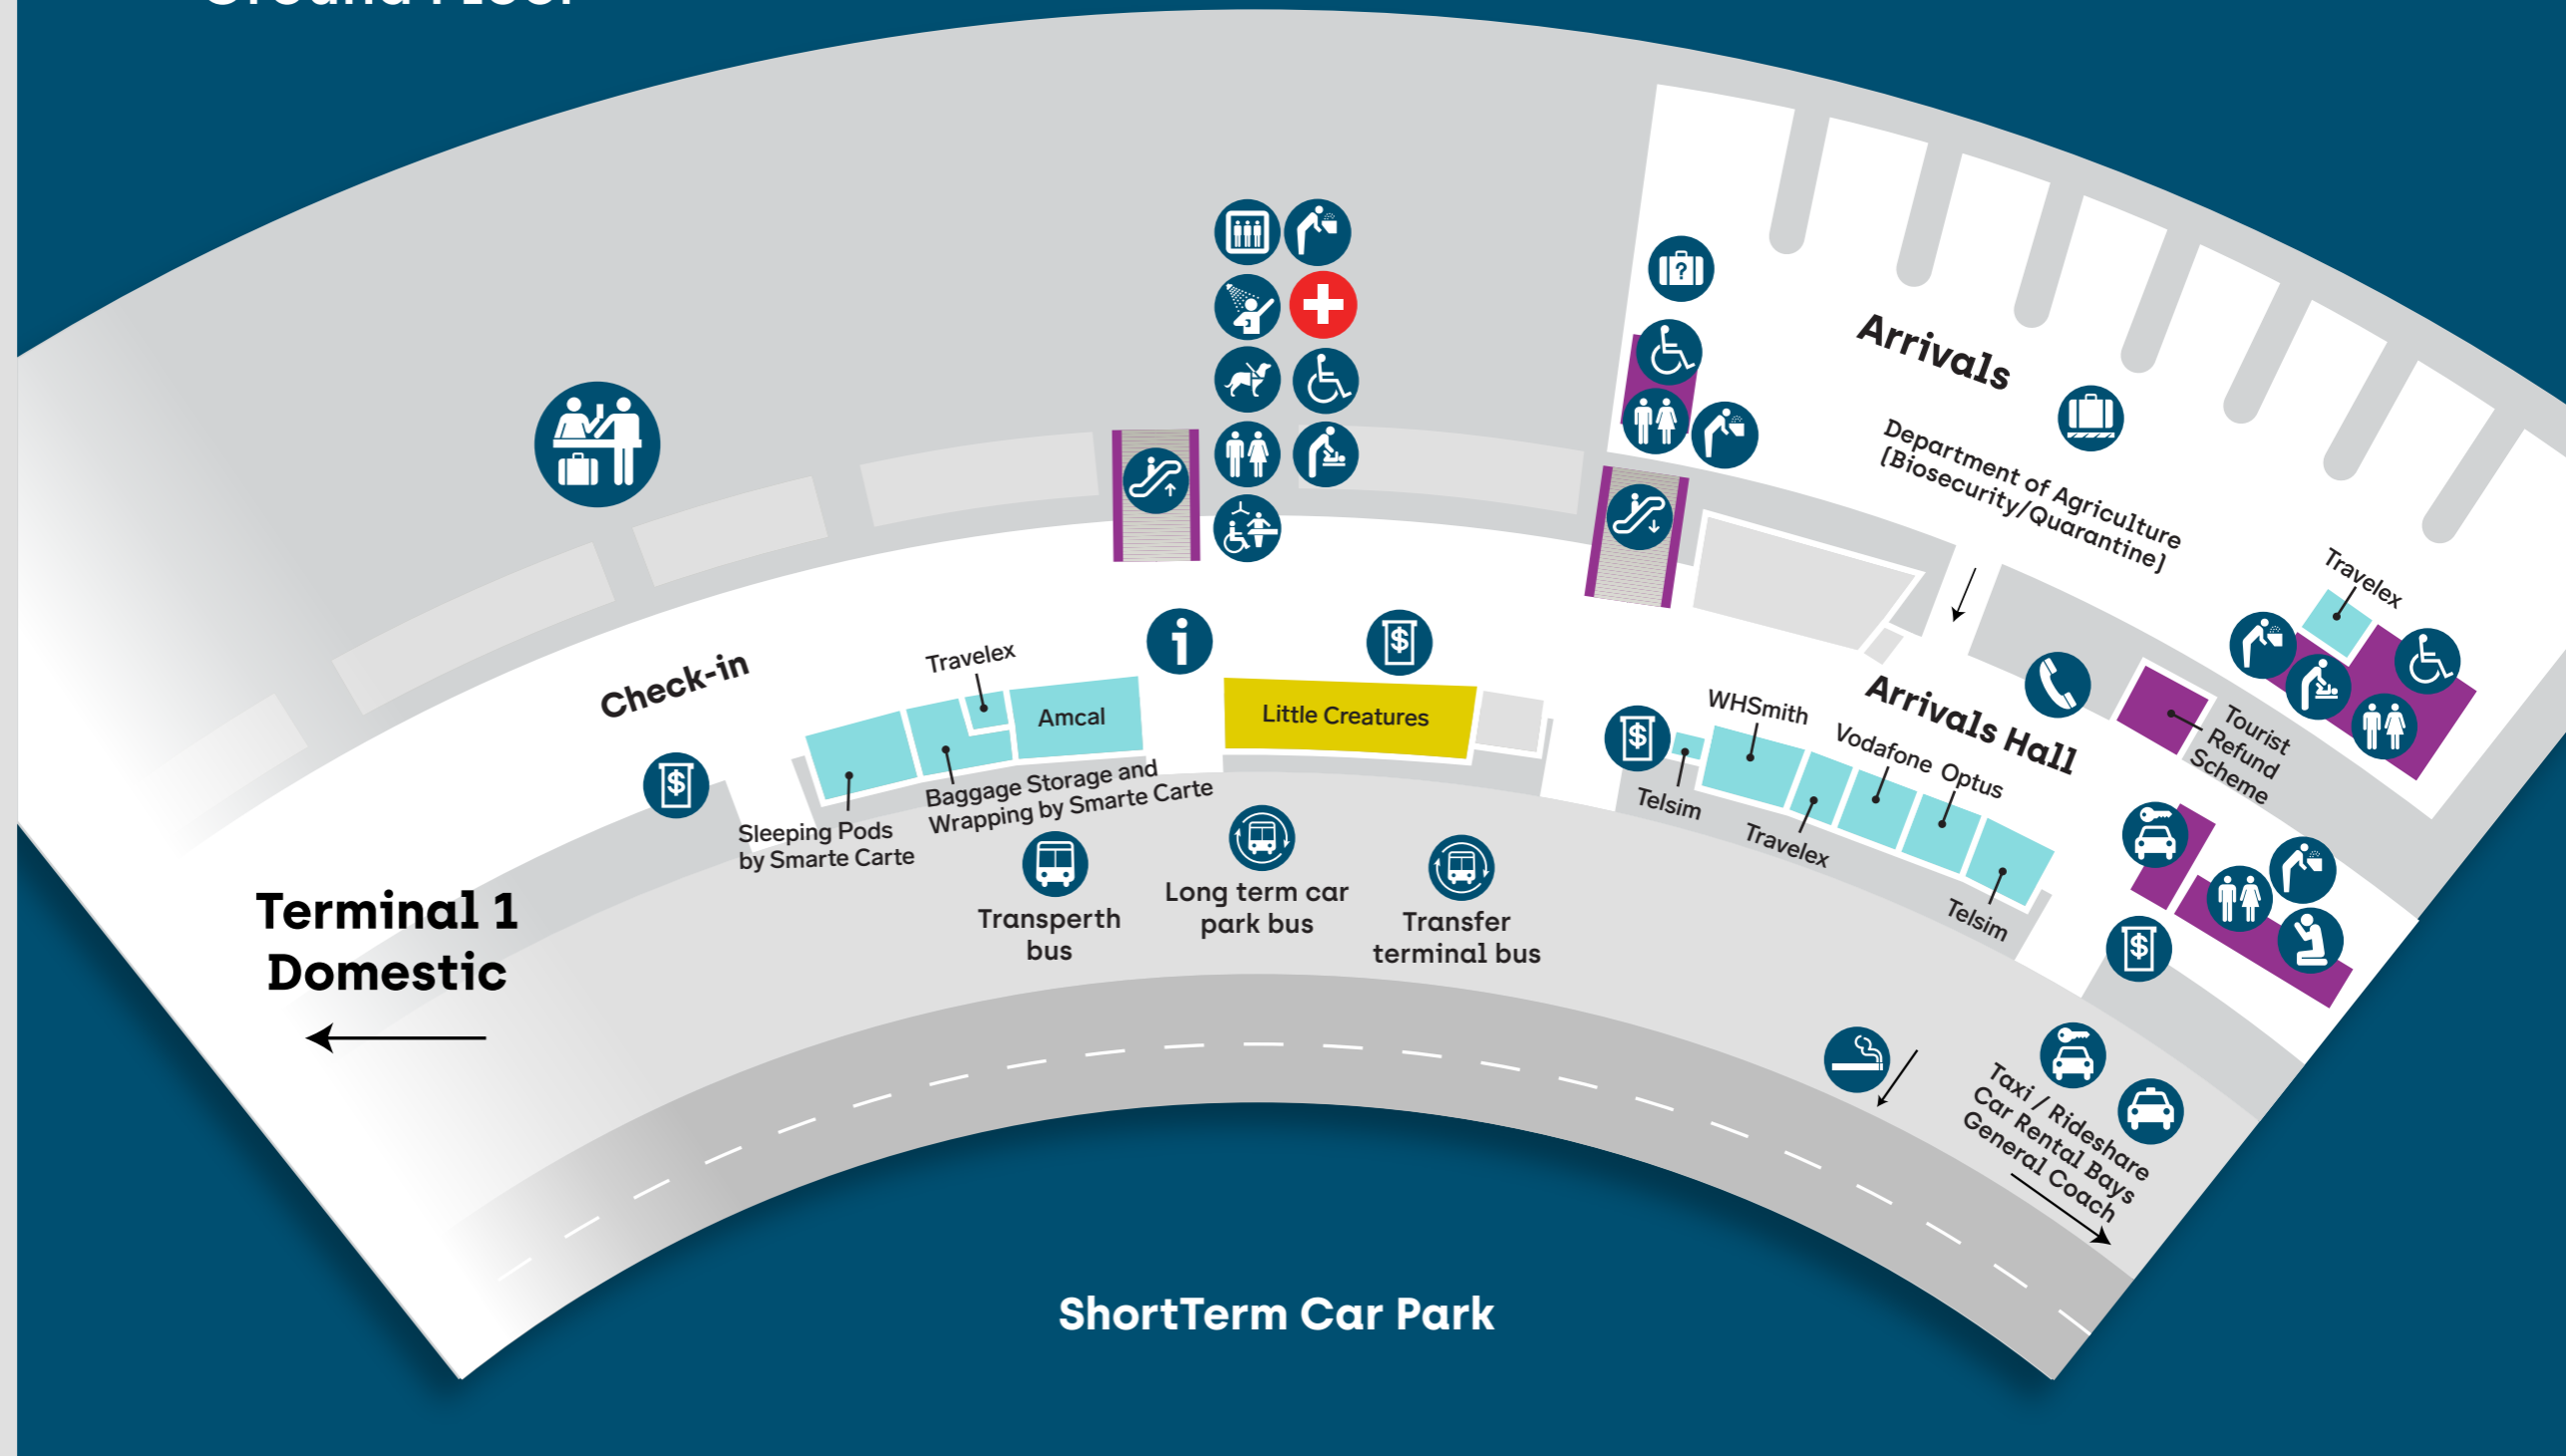 Ground Floor
Arrivals
Department of Agriculture
(Biosecurity/Quarantine)
Travelex
Check-in
Travelex
Amcal
Little Creatures
Sleeping Pods
by Smarte Carte
Baggage Storage and
Wrapping by Smarte Carte
Arrivals Hall
WHSmith
Vodafone
Optus
Telsim
Travelex
Telsim
Tourist
Refund
Scheme
Terminal 1
Domestic
Transperth
bus
Long term car
park bus
Transfer
terminal bus
Taxi / Rideshare
Car Rental Bays
General Coach
ShortTerm Car Park